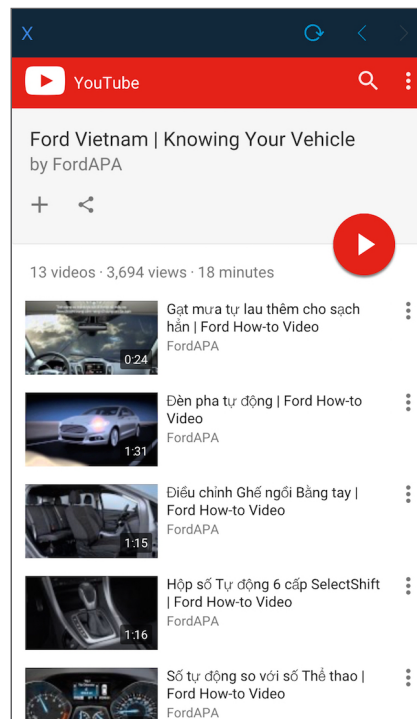 X
YouTube
Ford Vietnam | Knowing Your Vehicle
by FordAPA
13 videos · 3,694 views · 18 minutes
0:24
Gạt mưa tự lau thêm cho sạch
hẳn | Ford How-to Video
FordAPA
1:31
Đèn pha tự động | Ford How-to
Video
FordAPA
1:15
Điều chỉnh Ghế ngồi Bằng tay |
Ford How-to Video
FordAPA
1:16
Hộp số Tự động 6 cấp SelectShift
| Ford How-to Video
FordAPA
Số tự động so với số Thể thao |
Ford How-to Video
FordAPA